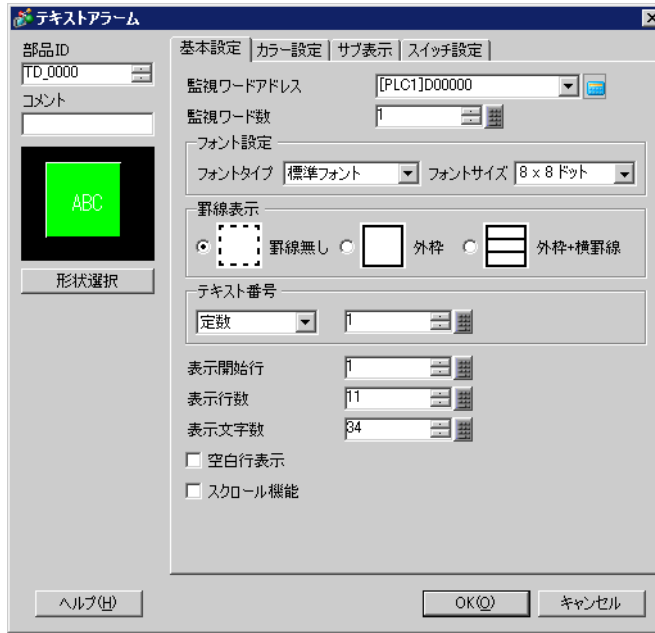 テキストアラーム
部品ID
TD_0000
コメント
ABC
形状選択
基本設定 カラー設定 サブ表示 スイッチ設定
監視ワードアドレス [PLC1]D00000
監視ワード数 1
フォント設定
フォントタイプ 標準フォント フォントサイズ 8 x 8 ドット
罫線表示
罫線無し 外枠 外枠+横罫線
テキスト番号
定数 1
表示開始行 1
表示行数 11
表示文字数 34
空白行表示
スクロール機能
ヘルプ(H) OK(O) キャンセル